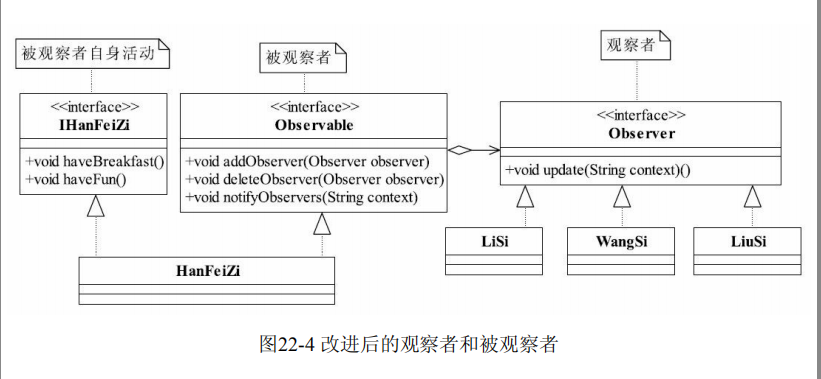 被观察者自身活动
被观察者
观察者
<<interface>>
IHanFeiZi
+void haveBreakfast()
+void haveFun()
<<interface>>
Observable
+void addObserver(Observer observer)
+void deleteObserver(Observer observer)
+void notifyObservers(String context)
<<interface>>
Observer
+void update(String context)()
HanFeiZi
LiSi
WangSi
LiuSi
图22-4 改进后的观察者和被观察者